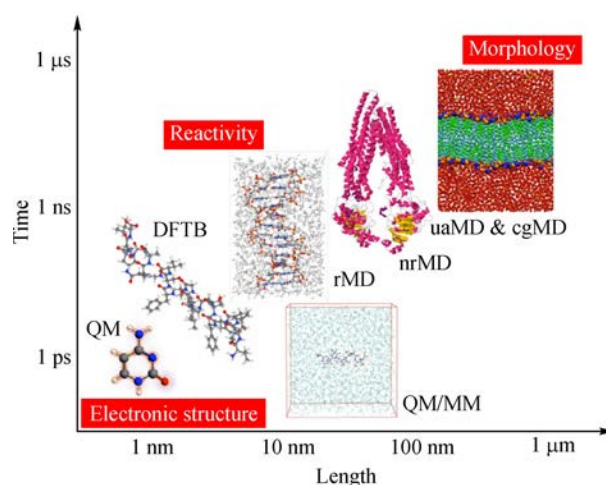 Morphology
1 μs
Reactivity
1 ns
DFTB
uaMD & cgMD
nrMD
rMD
Time
QM
1 ps
QM/MM
Electronic structure
1 nm
10 nm
100 nm
1 μm
Length